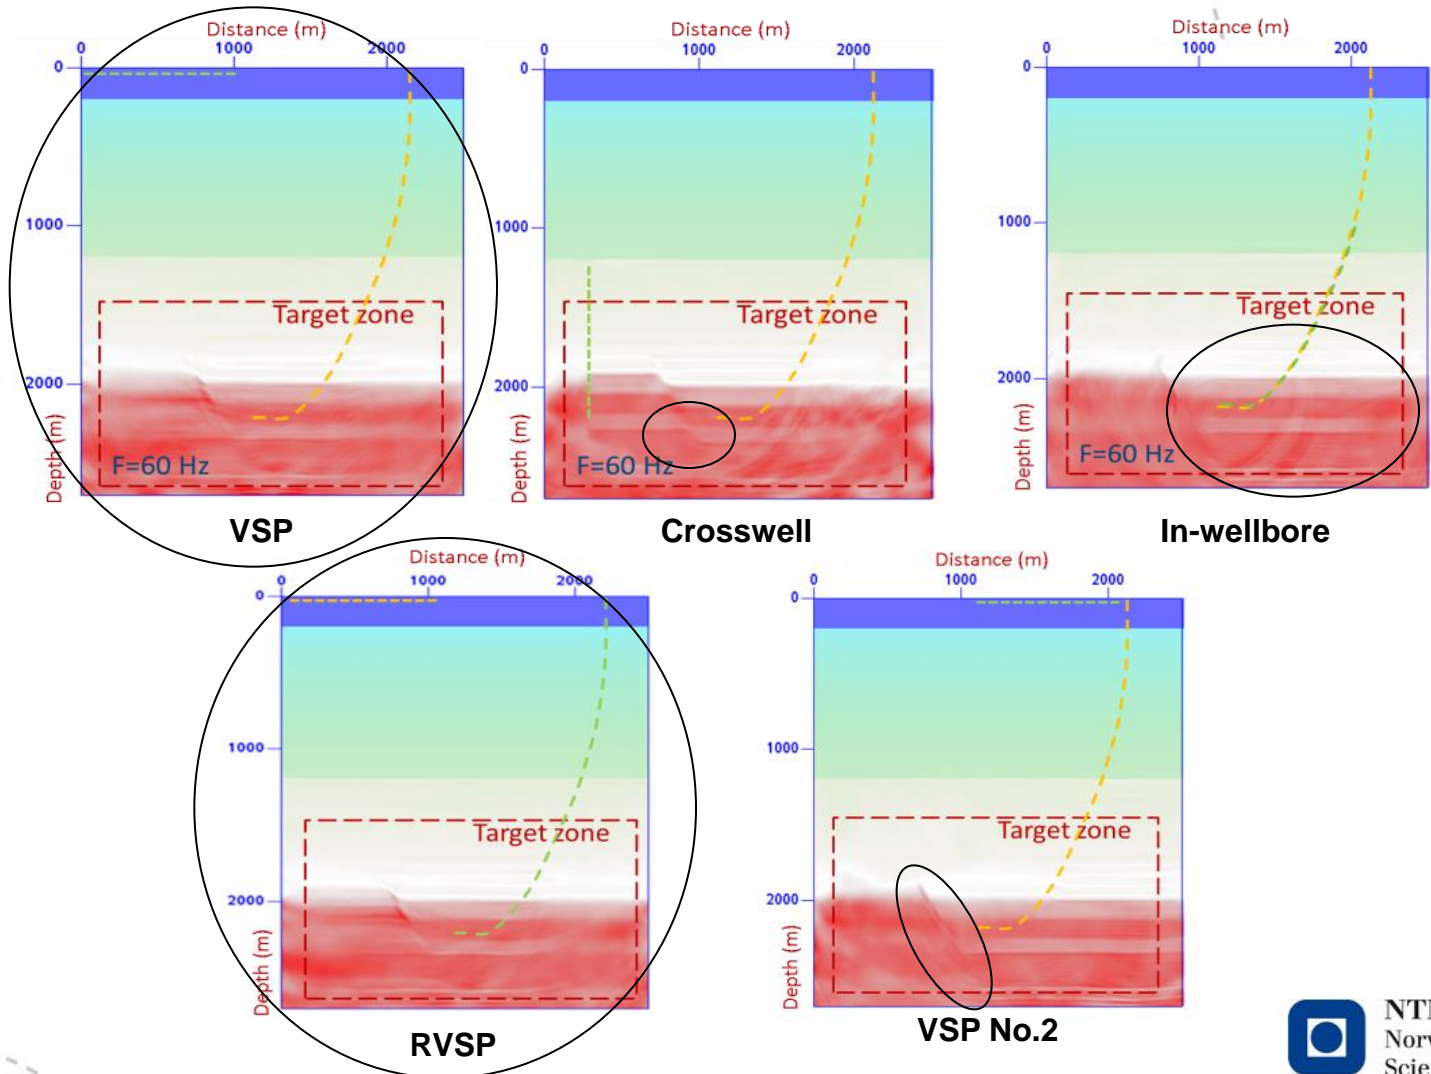 Distance (m)
0 1000 2000
0
1000
2000
Depth (m)
Target zone
F=60 Hz
VSP
Distance (m)
0 1000 2000
0
1000
2000
Depth (m)
Target zone
F=60 Hz
Crosswell
Distance (m)
0 1000 2000
0
1000
2000
Depth (m)
Target zone
F=60 Hz
In-wellbore
Distance (m)
0 1000 2000
0
1000
2000
Depth (m)
Target zone
RVSP
Distance (m)
0 1000 2000
0
1000
2000
Depth (m)
Target zone
VSP No.2
Norw
Scie